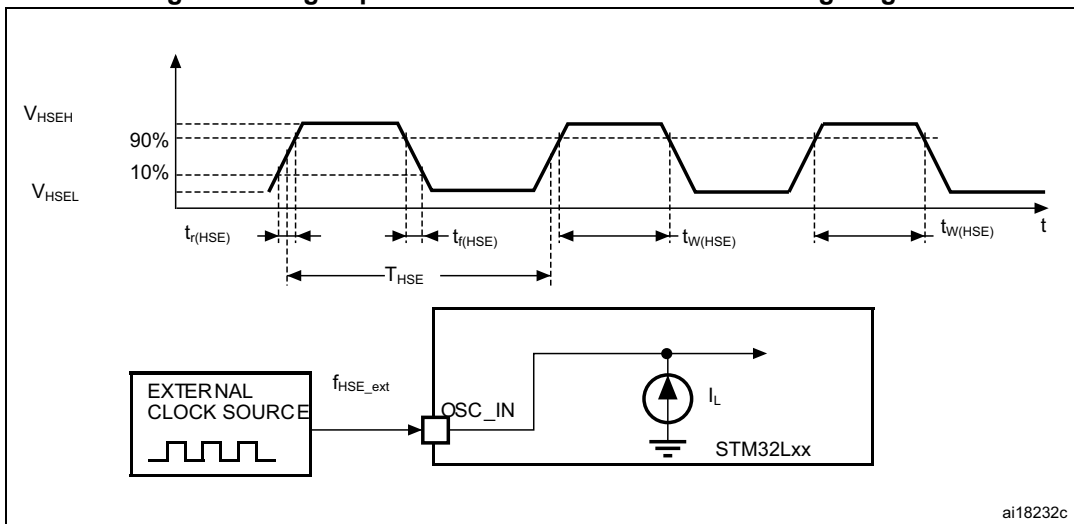 V_HSEH
90%
10%
V_HSEL
t_r(HSE)
t_f(HSE)
t_W(HSE)
t_W(HSE)
t
T_HSE
EXTERNAL
CLOCK SOURCE
f_HSE_ext
OSC_IN
I_L
STM32Lxx
ai18232c